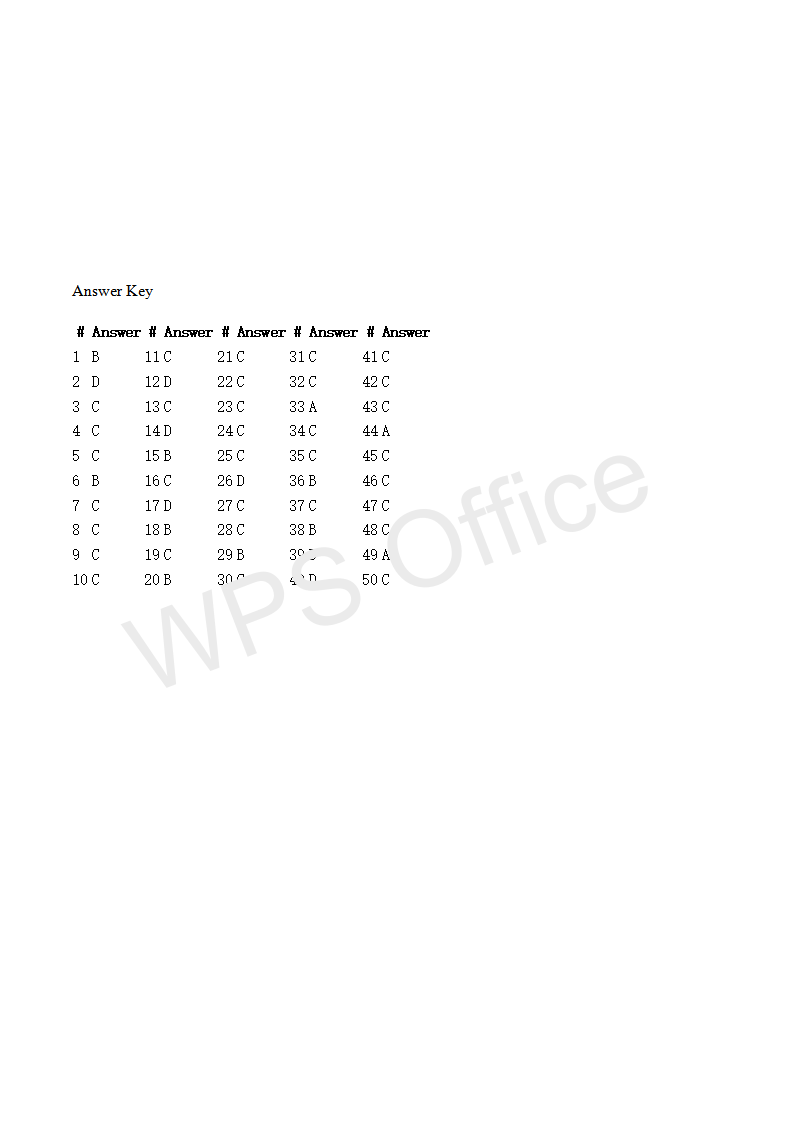 Answer Key
# Answer # Answer # Answer # Answer # Answer
1 B 11 C 21 C 31 C 41 C
2 D 12 D 22 C 32 C 42 C
3 C 13 C 23 C 33 A 43 C
4 C 14 D 24 C 34 C 44 A
5 C 15 B 25 C 35 C 45 C
6 B 16 C 26 D 36 B 46 C
7 C 17 D 27 C 37 C 47 C
8 C 18 B 28 C 38 B 48 C
9 C 19 C 29 B 39 49 A
10 C 20 B 30 C 40 D 50 C
WPS Office